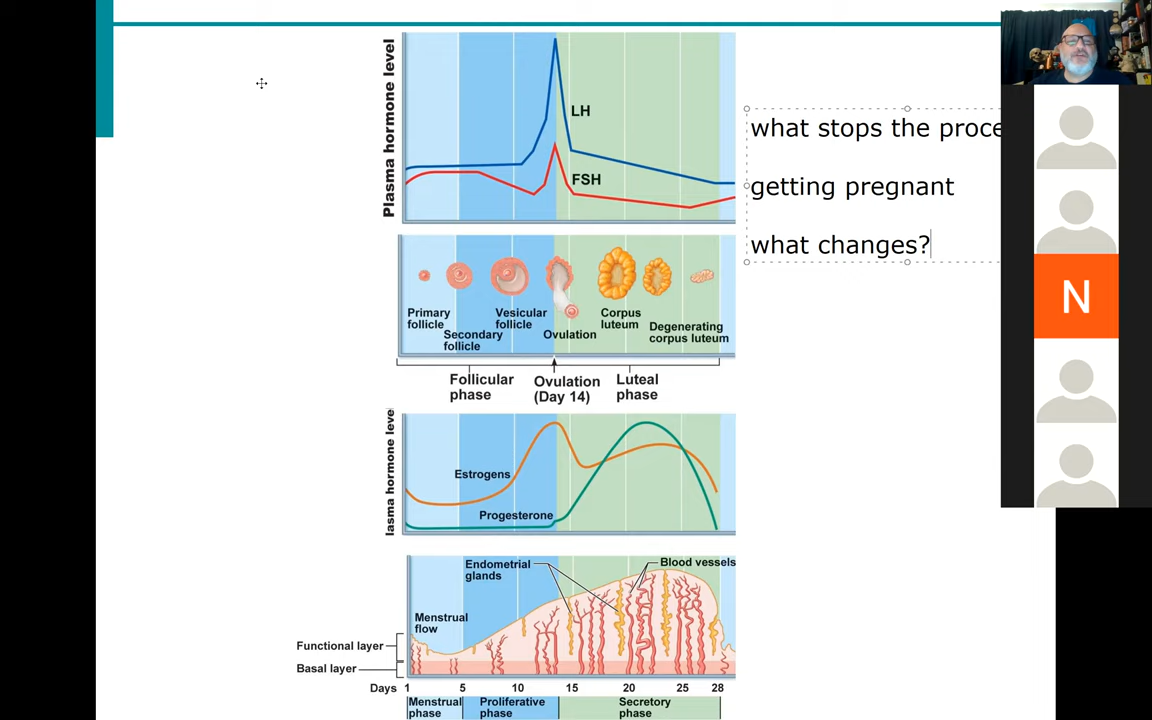 Plasma hormone level
LH
FSH
what stops the proce
getting pregnant
what changes?
N
Primary
follicle
Secondary
follicle
Vesicular
follicle
Ovulation
Corpus
luteum
Degenerating
corpus luteum
Follicular
phase
Ovulation
(Day 14)
Luteal
phase
lasma hormone leve
Estrogens
Progesterone
Endometrial
glands
Blood vessels
Menstrual
flow
Functional layer
Basal layer
Days 1 5 10 15 20 25 28
Menstrual
phase
Proliferative
phase
Secretory
phase